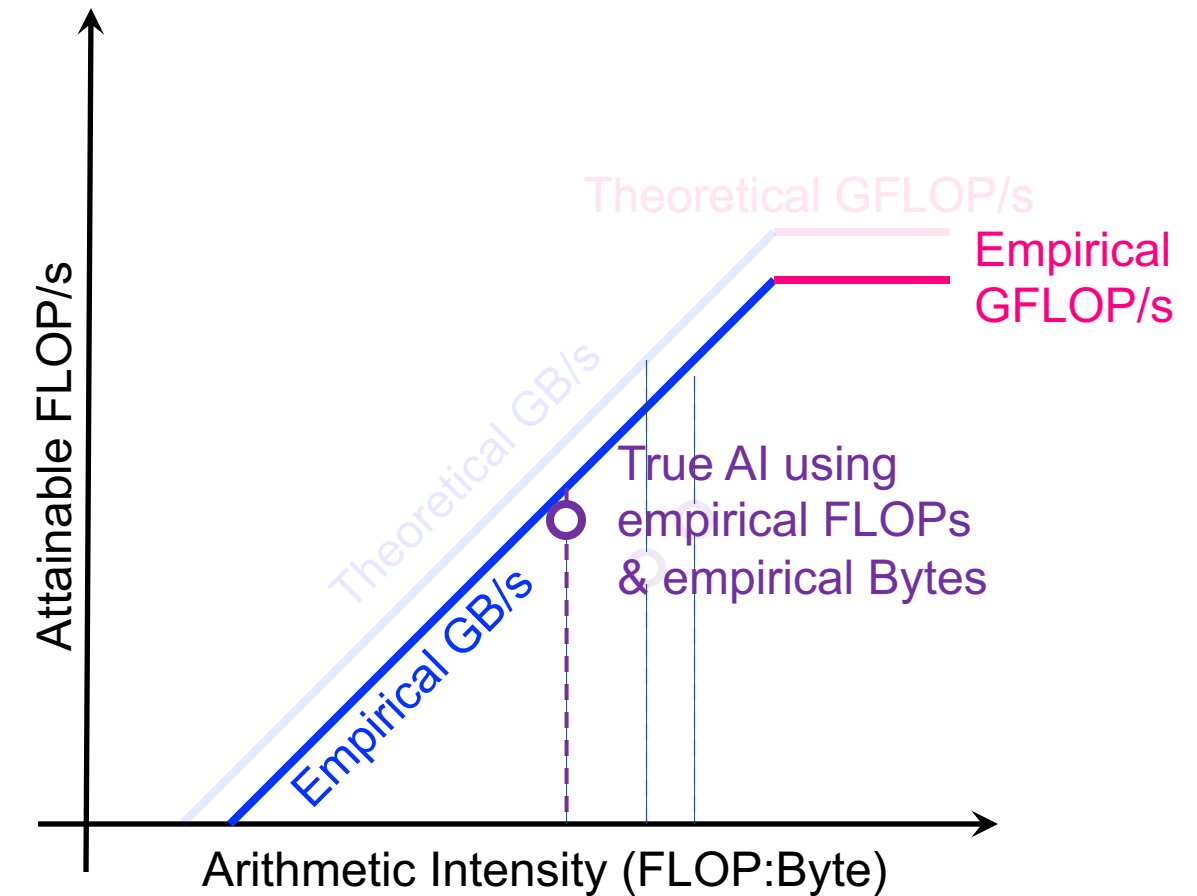 Theoretical GFLOP/s
Empirical
GFLOP/s
Attainable FLOP/s
Theoretical GB/s
True AI using
empirical FLOPs
& empirical Bytes
Empirical GB/s
Arithmetic Intensity (FLOP:Byte)